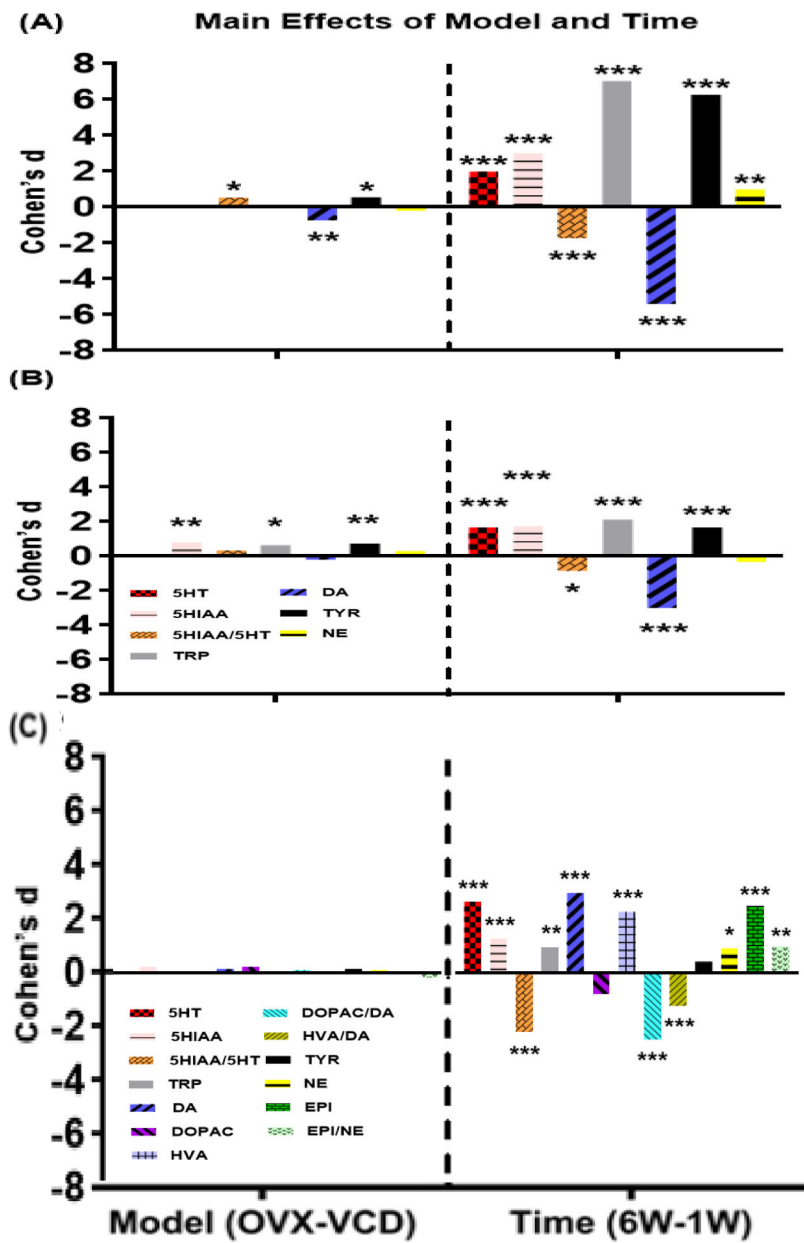 (A) Main Effects of Model and Time
8
6
4
2
0
-2
-4
-6
-8
Cohen's d
* ** * *** *** *** *** *** *** **
(B)
8
6
4
2
0
-2
-4
-6
-8
Cohen's d
** * ** *** *** * *** *** ***
5HT
5HIAA
5HIAA/5HT
TRP
DA
TYR
NE
(C)
8
6
4
2
0
-2
-4
-6
-8
Cohen's d
*** *** *** ** *** *** *** *** * *** **
5HT
5HIAA
5HIAA/5HT
TRP
DA
DOPAC
HVA
DOPAC/DA
HVA/DA
TYR
NE
EPI
EPI/NE
Model (OVX-VCD) Time (6W-1W)